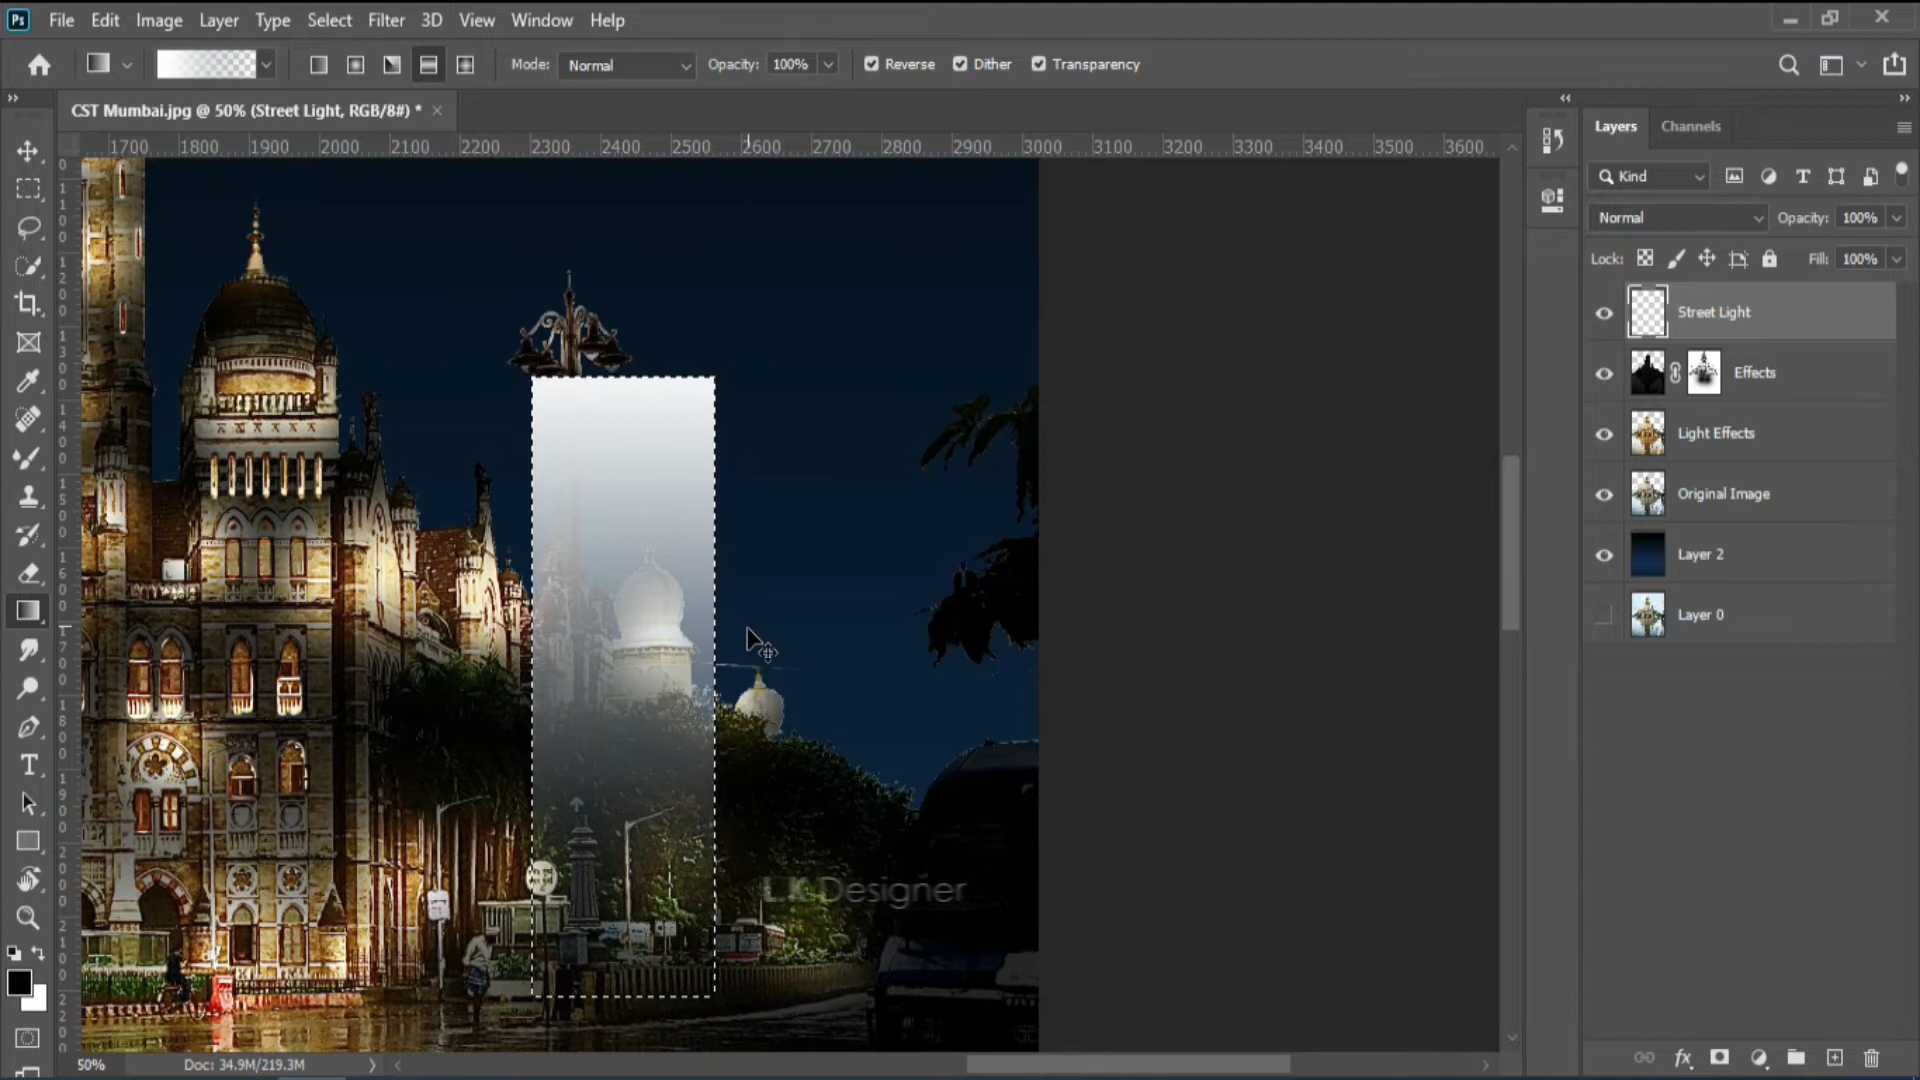 Ps File Edit Image Layer Type Select Filter 3D View Window Help
Mode: Normal Opacity: 100% Reverse Dither Transparency
CST Mumbai.jpg @ 50% (Street Light, RGB/8#) *
1700 1800 1900 2000 2100 2200 2300 2400 2500 2600 2700 2800 2900 3000 3100 3200 3300 3400 3500 3600
Layers Channels
Kind
Normal Opacity: 100%
Lock: Fill: 100%
Street Light
Effects
Light Effects
Original Image
Layer 2
Layer 0
LK Designer
50% Doc: 34.9M/219.3M
fx